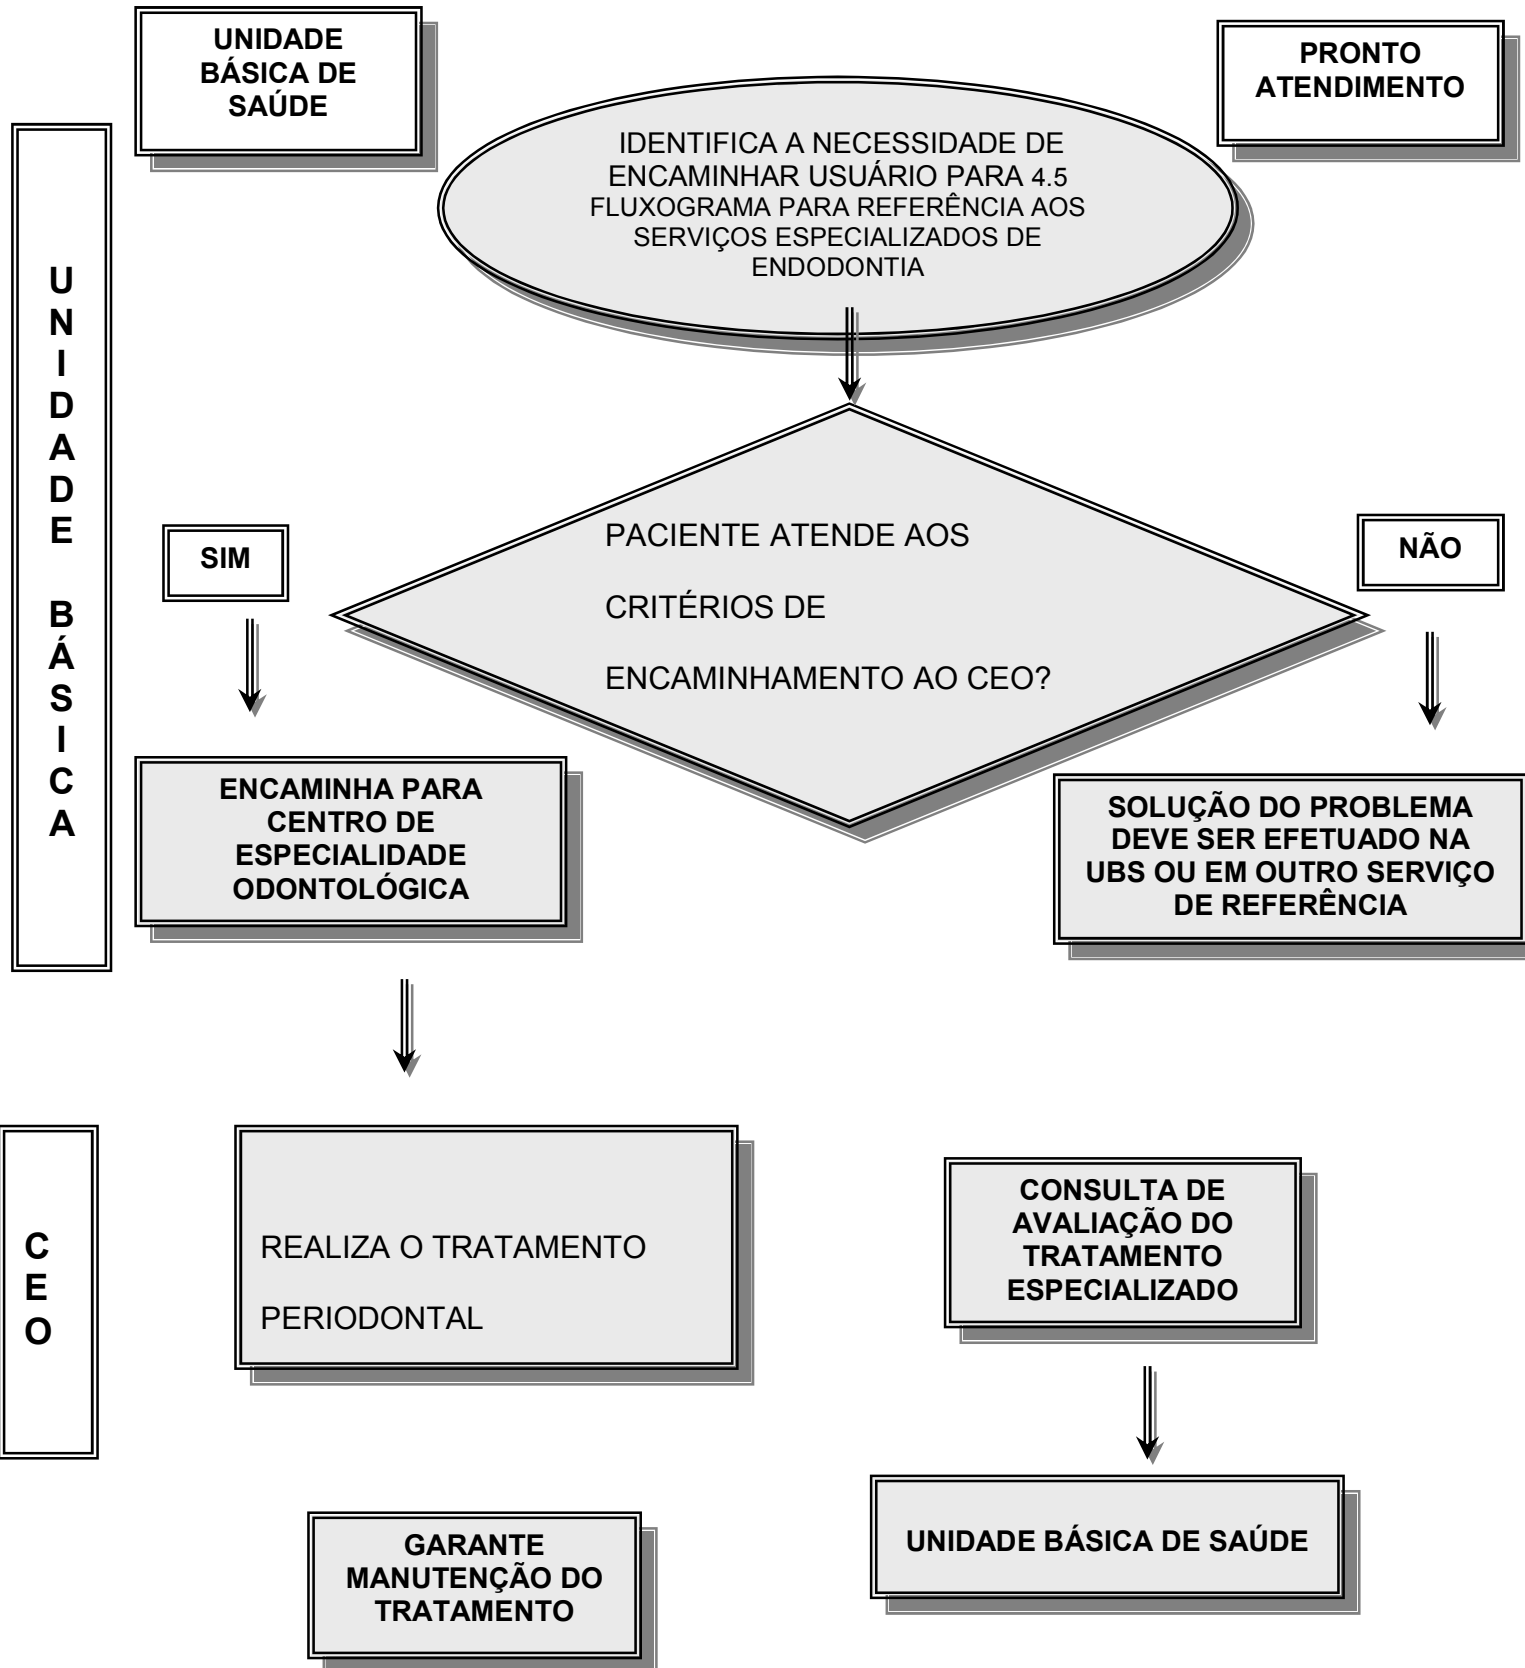 UNIDADE
BÁSICA DE
SAÚDE
PRONTO
ATENDIMENTO
IDENTIFICA A NECESSIDADE DE
ENCAMINHAR USUÁRIO PARA 4.5
FLUXOGRAMA PARA REFERÊNCIA AOS
SERVIÇOS ESPECIALIZADOS DE
ENDODONTIA
U
N
I
D
A
D
E
B
Á
S
I
C
A
SIM
PACIENTE ATENDE AOS
CRITÉRIOS DE
ENCAMINHAMENTO AO CEO?
NÃO
ENCAMINHA PARA
CENTRO DE
ESPECIALIDADE
ODONTOLÓGICA
SOLUÇÃO DO PROBLEMA
DEVE SER EFETUADO NA
UBS OU EM OUTRO SERVIÇO
DE REFERÊNCIA
C
E
O
REALIZA O TRATAMENTO
PERIODONTAL
CONSULTA DE
AVALIAÇÃO DO
TRATAMENTO
ESPECIALIZADO
GARANTE
MANUTENÇÃO DO
TRATAMENTO
UNIDADE BÁSICA DE SAÚDE